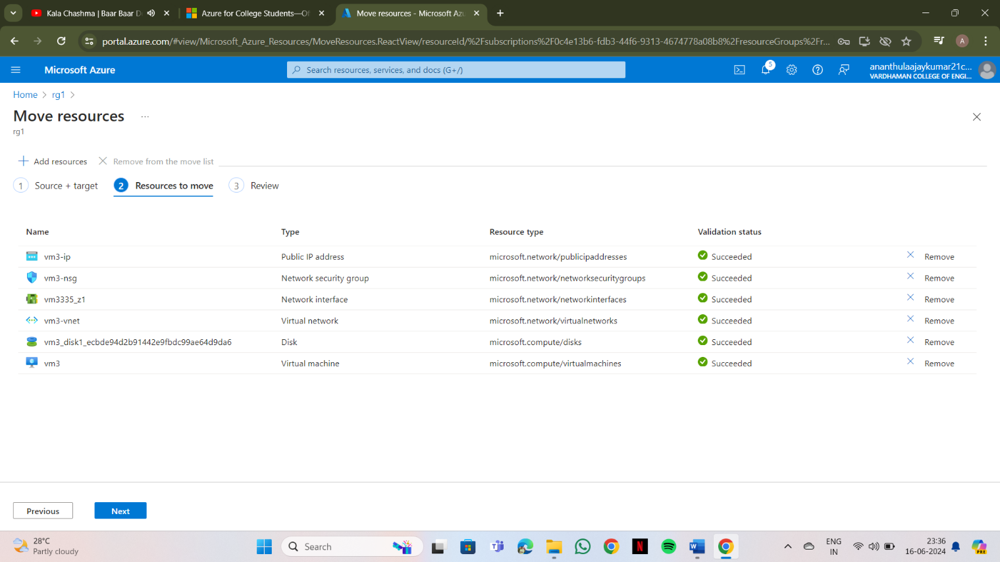 Kala Chashma | Baar Baar D
Azure for College Students—Of
Move resources - Microsoft Azu
portal.azure.com/#view/Microsoft_Azure_Resources/MoveResources.ReactView/resourceId/%2Fsubscriptions%2F0c4e13b6-fdb3-44f6-9313-4674778a08b8%2FresourceGroups%2Fr...
A
Microsoft Azure
Search resources, services, and docs (G+/)
5
ananthulaajaykumar21c...
VARDHAMAN COLLEGE OF ENGI...
Home > rg1 >
Move resources ...
rg1
Add resources
Remove from the move list
1 Source + target
2 Resources to move
3 Review
Name Type Resource type Validation status
vm3-ip Public IP address microsoft.network/publicipaddresses Succeeded Remove
vm3-nsg Network security group microsoft.network/networksecuritygroups Succeeded Remove
vm3335_z1 Network interface microsoft.network/networkinterfaces Succeeded Remove
vm3-vnet Virtual network microsoft.network/virtualnetworks Succeeded Remove
vm3_disk1_ecbde94d2b91442e9fbdc99ae64d9da6 Disk microsoft.compute/disks Succeeded Remove
vm3 Virtual machine microsoft.compute/virtualmachines Succeeded Remove
Previous
Next
28°C
Partly cloudy
Search
ENG
IN
23:36
16-06-2024
PRE